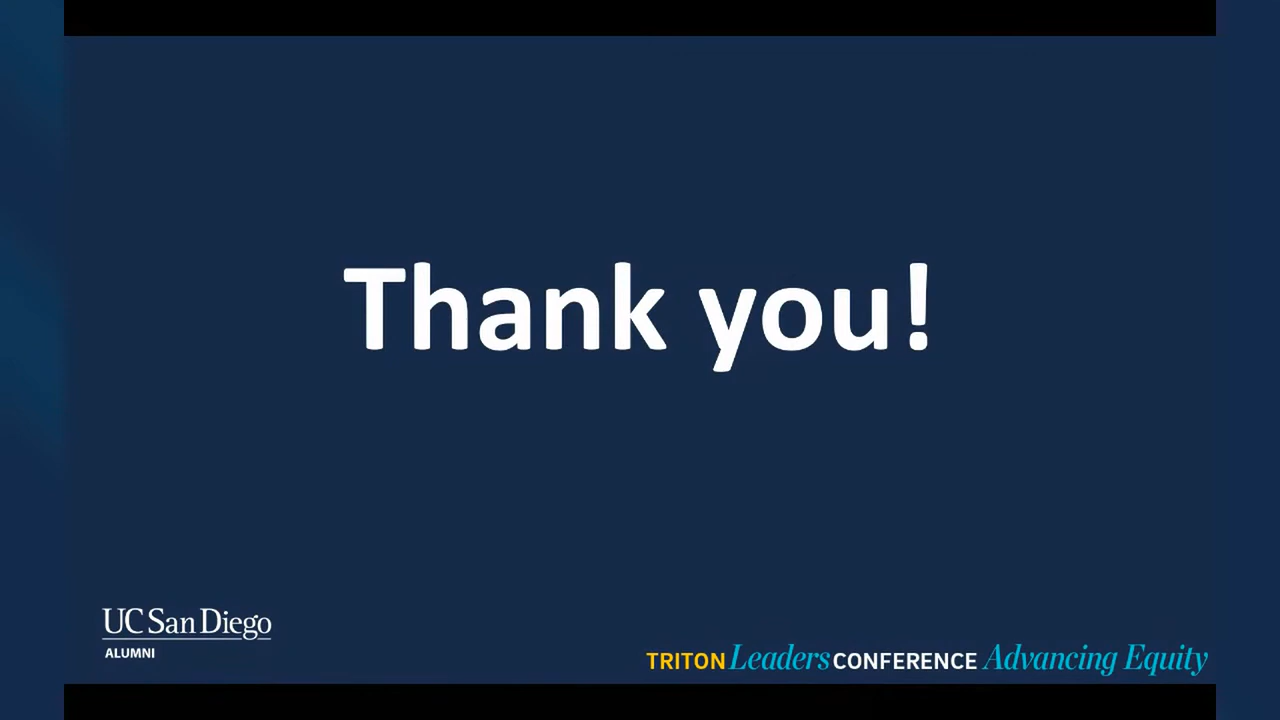 Thank you!
UC San Diego
ALUMNI
TRITON Leaders CONFERENCE Advancing Equity